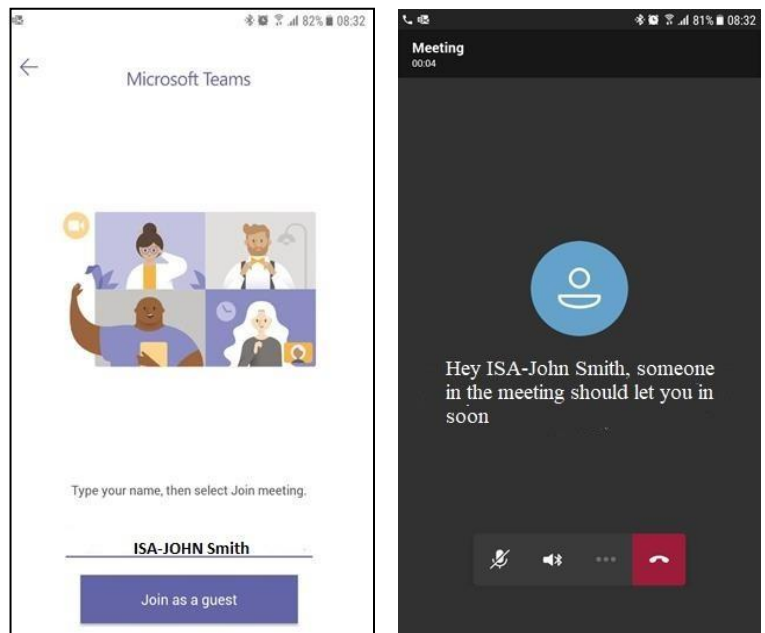 82% 08:32
Microsoft Teams
Type your name, then select Join meeting.
ISA-JOHN Smith
Join as a guest
81% 08:32
Meeting
00:04
Hey ISA-John Smith, someone
in the meeting should let you in
soon